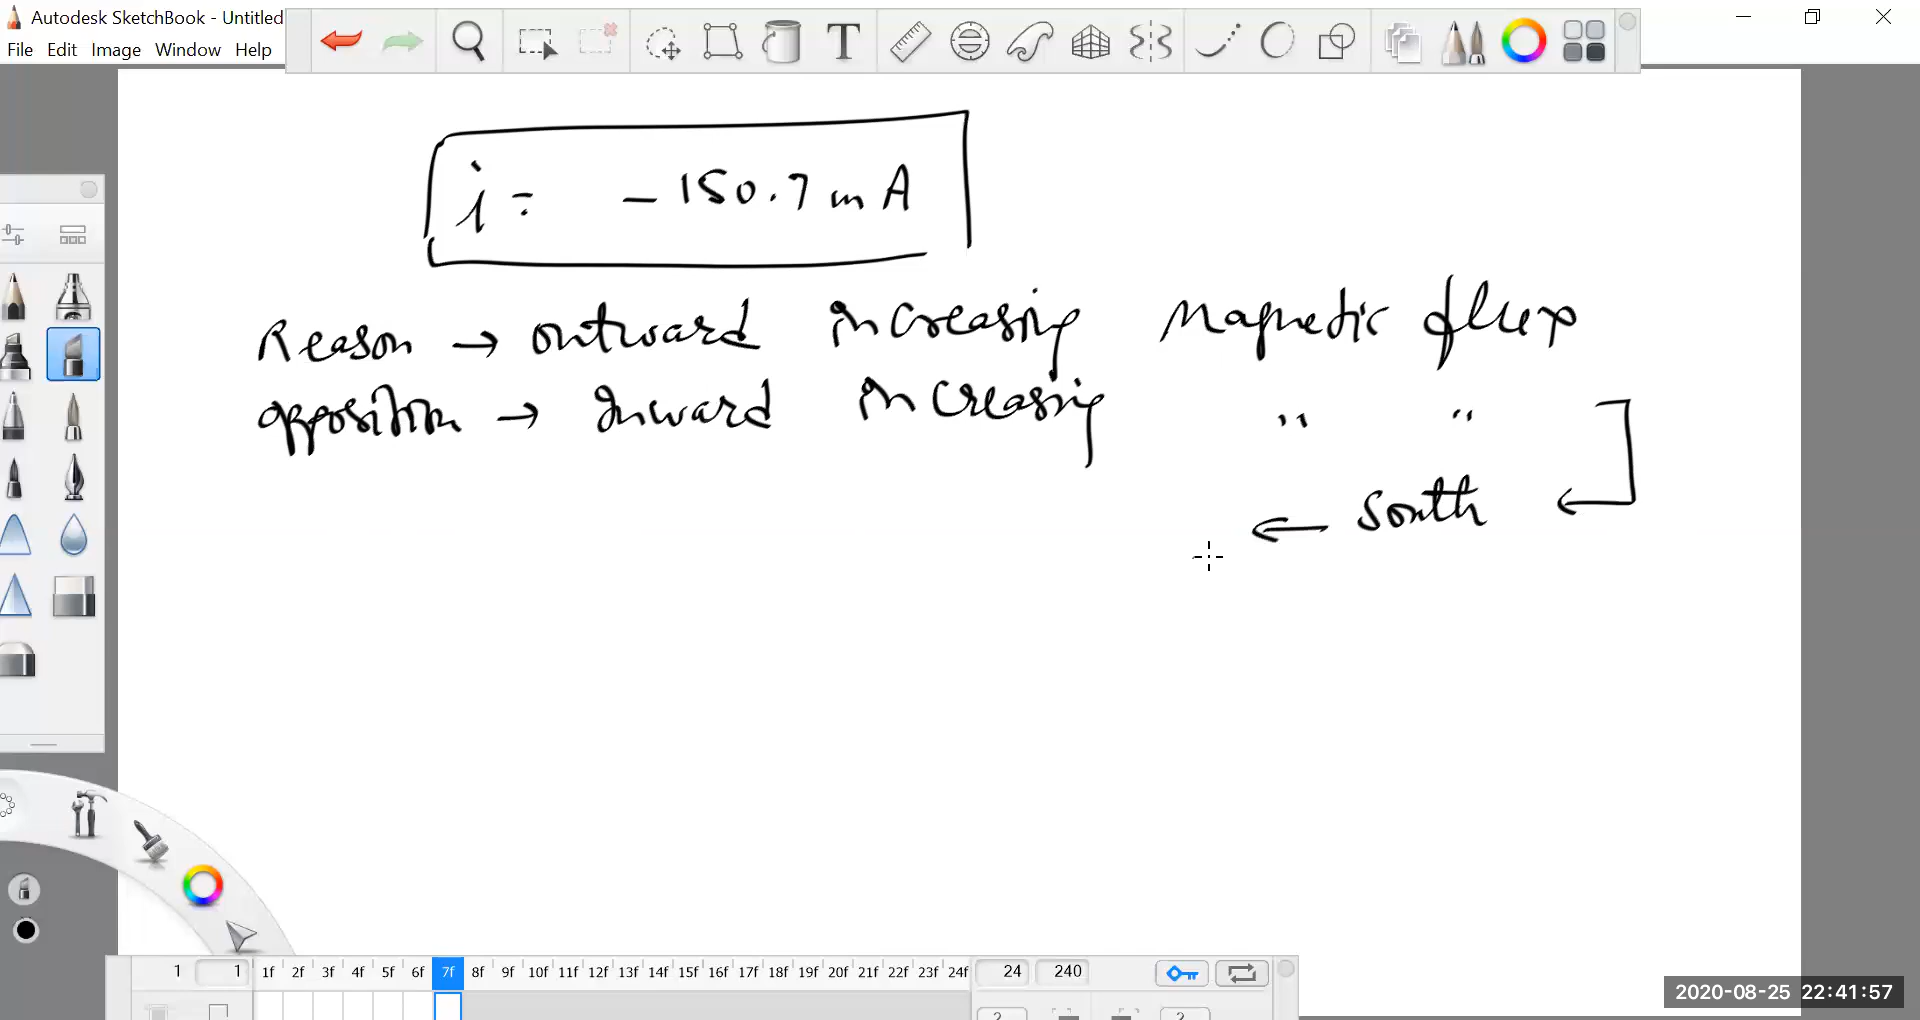 Autodesk SketchBook - Untitled
File Edit Image Window Help
i = - 150.7 mA
Reason → outward increasing Magnetic flux
opposition → Inward increasing " "
← South ←
1 1 1f 2f 3f 4f 5f 6f 7f 8f 9f 10f 11f 12f 13f 14f 15f 16f 17f 18f 19f 20f 21f 22f 23f 24f 24 240
2020-08-25 22:41:57